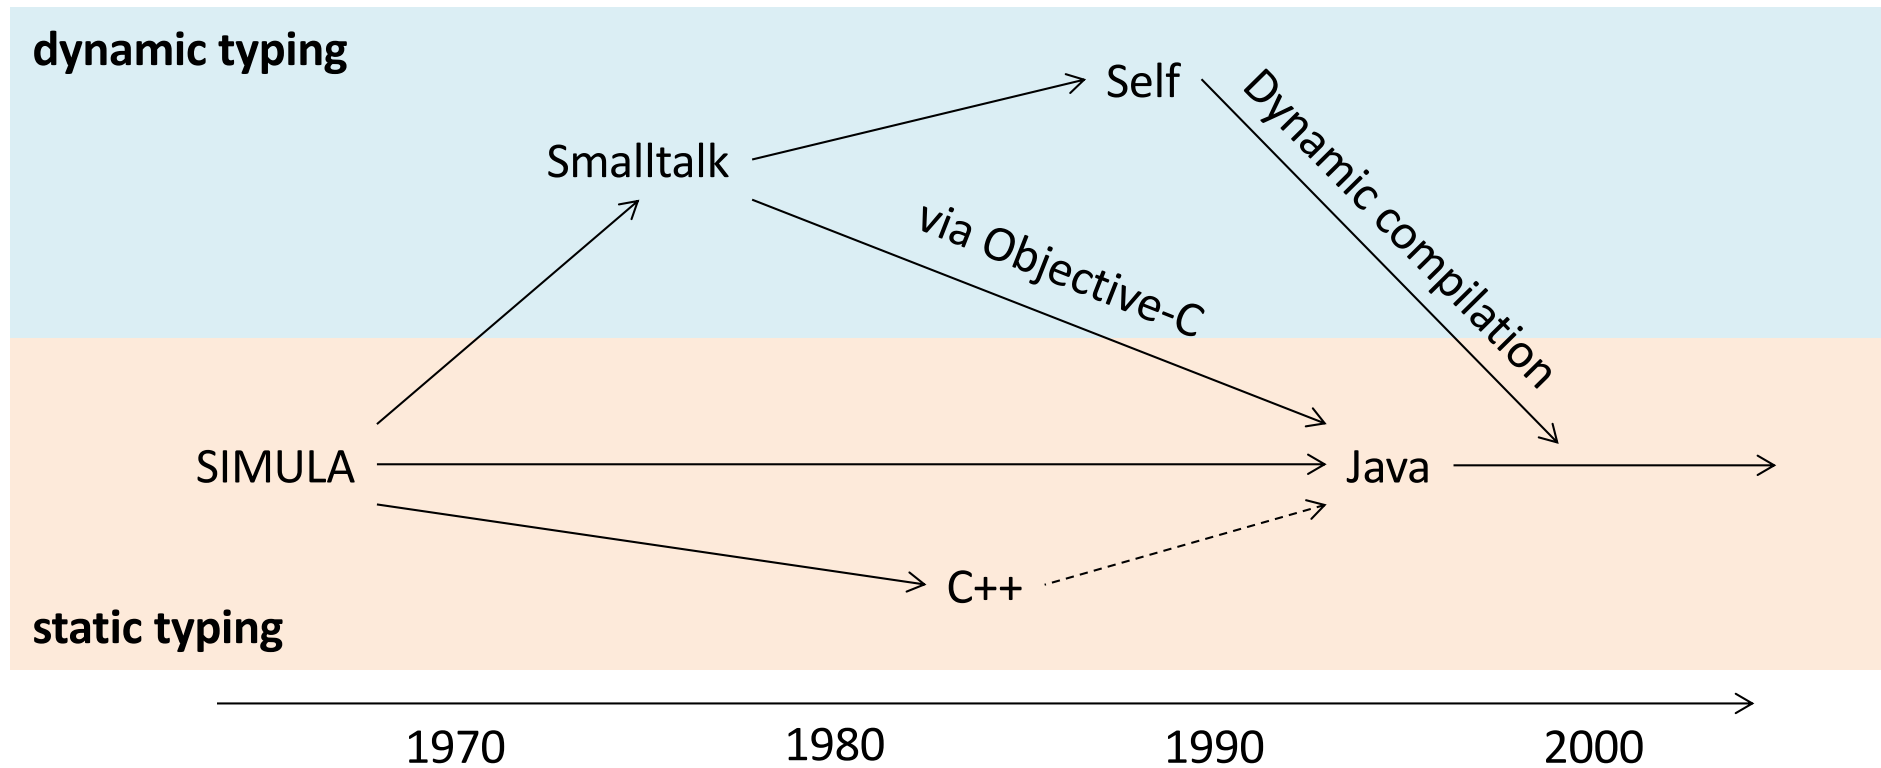 dynamic typing
Self
Dynamic compilation
Smalltalk
via Objective-C
SIMULA
Java
C++
static typing
1970
1980
1990
2000